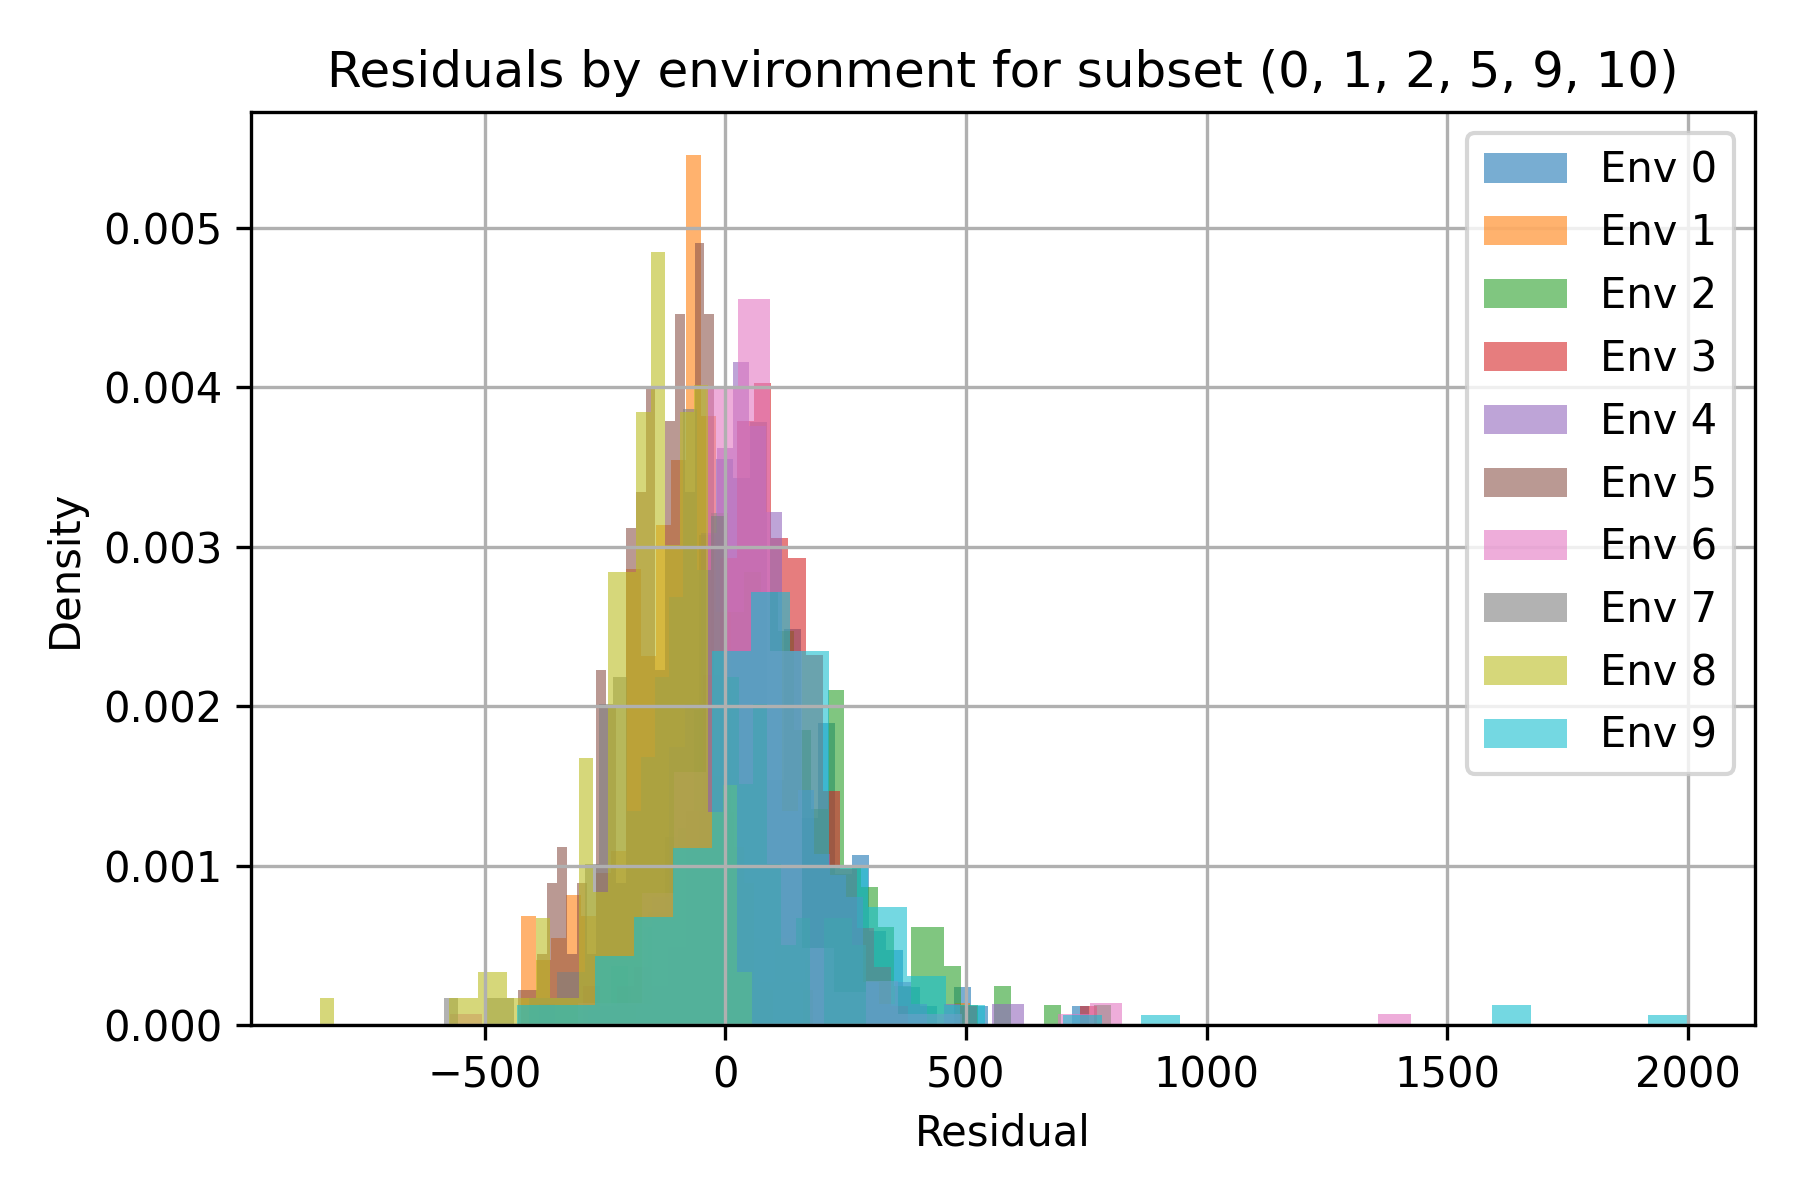 Residuals by environment for subset (0, 1, 2, 5, 9, 10)
Density
0.005
0.004
0.003
0.002
0.001
0.000
−500
0
500
1000
1500
2000
Residual
Env 0
Env 1
Env 2
Env 3
Env 4
Env 5
Env 6
Env 7
Env 8
Env 9